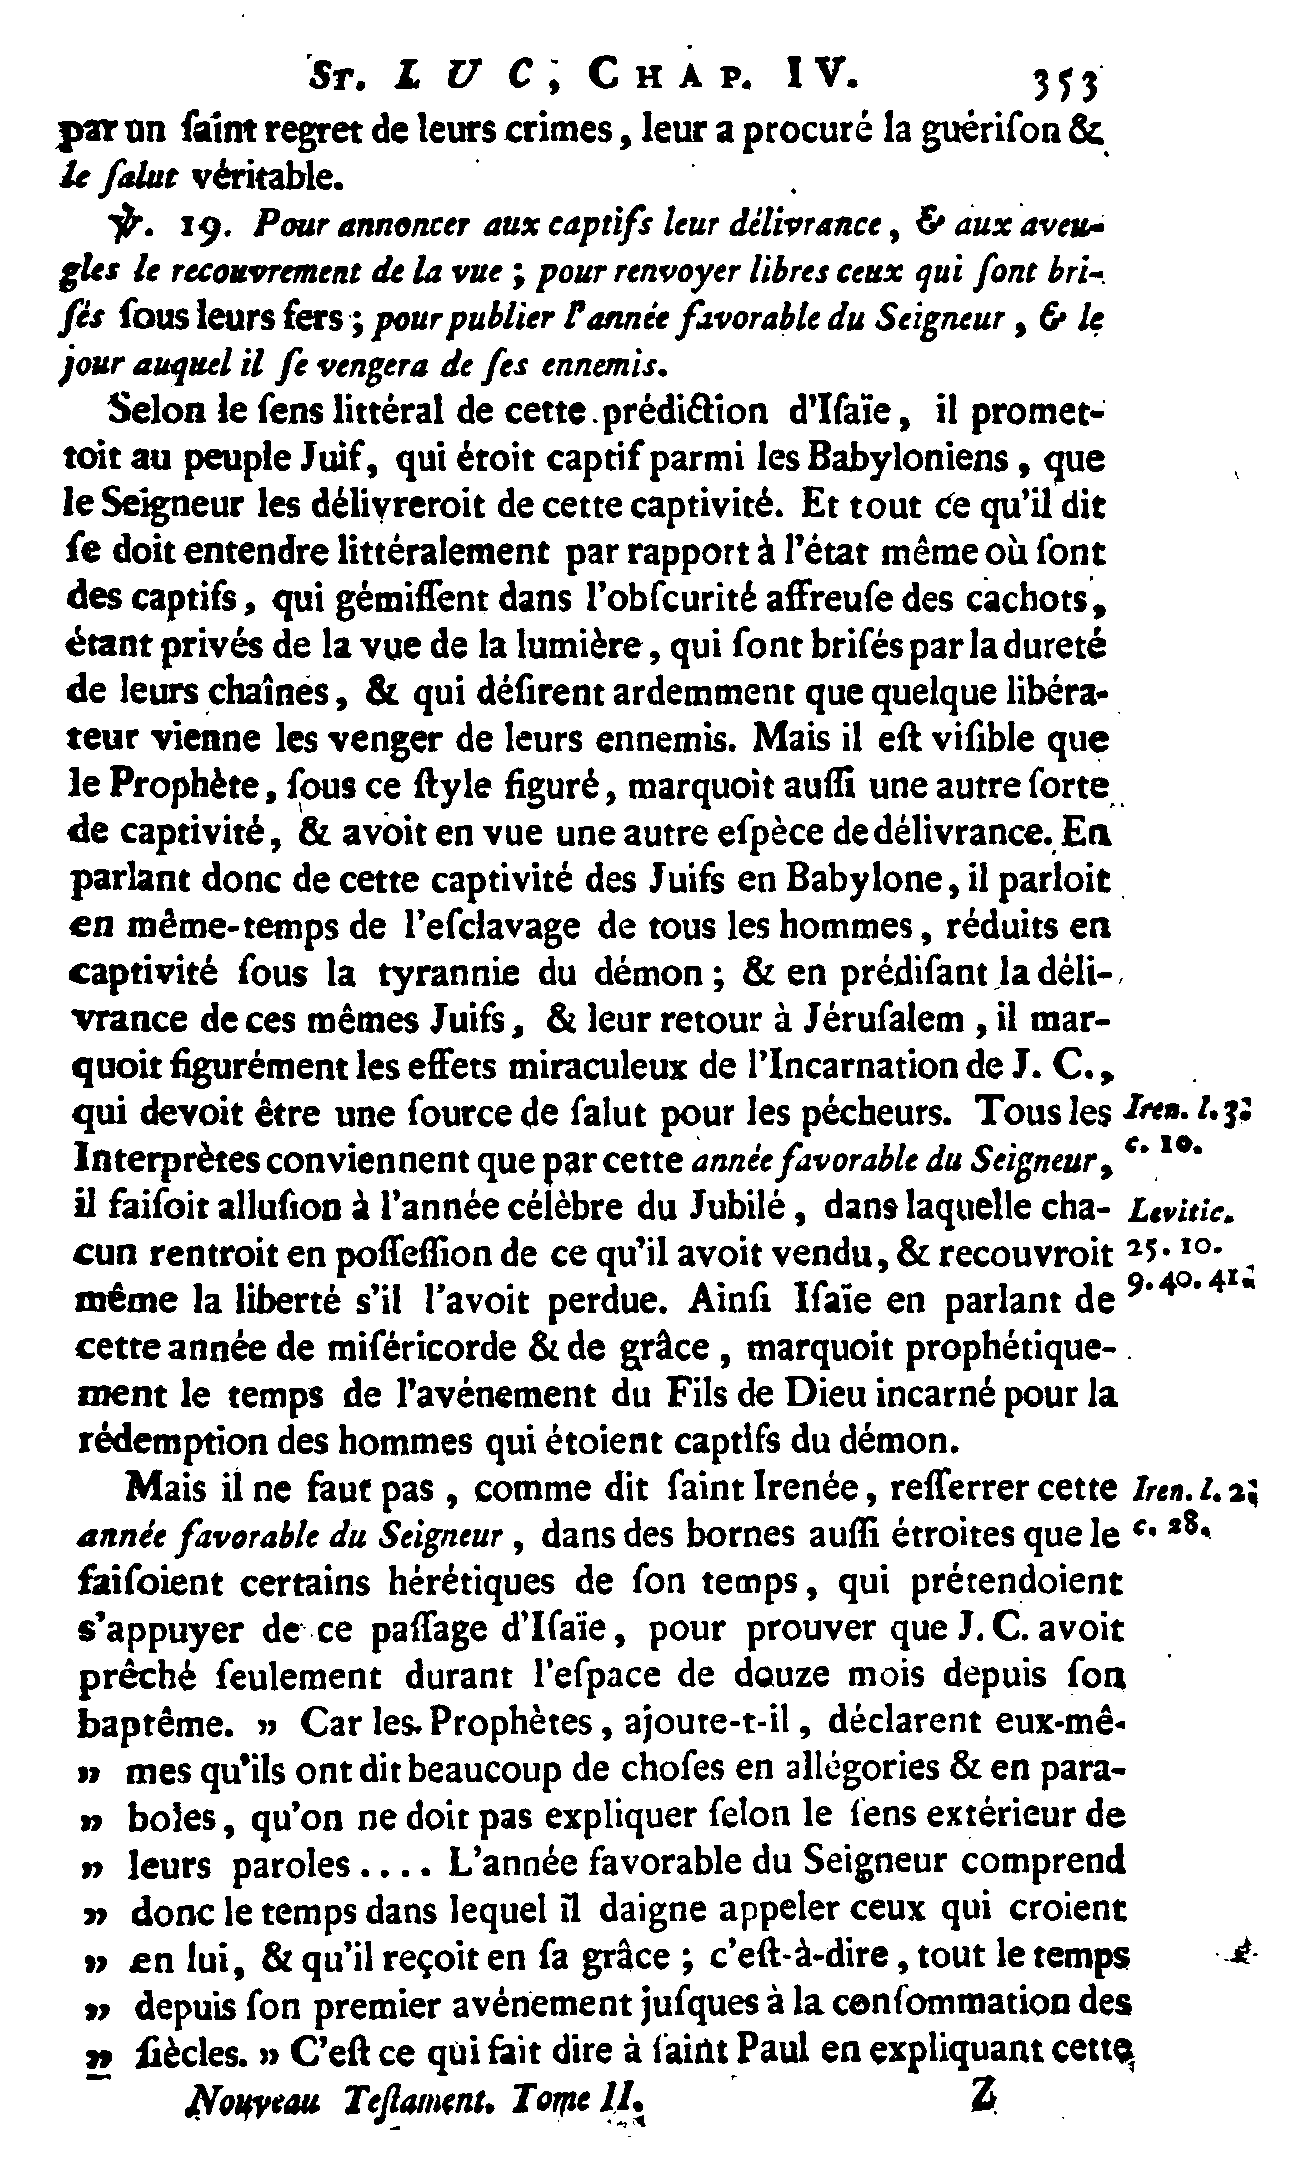 St. LUC, CHAP. IV. 353
par un ſaint regret de leurs crimes, leur a procuré la guériſon &
le ſalut véritable.
℣. 19. Pour annoncer aux captifs leur délivrance, & aux aveu-
gles le recouvrement de la vue ; pour renvoyer libres ceux qui ſont bri-
ſés ſous leurs fers ; pour publier l'année favorable du Seigneur, & le
jour auquel il ſe vengera de ſes ennemis.
Selon le ſens littéral de cette prédiction d'Iſaïe, il promet-
toit au peuple Juif, qui étoit captif parmi les Babyloniens, que
le Seigneur les délivreroit de cette captivité. Et tout ce qu'il dit
ſe doit entendre littéralement par rapport à l'état même où ſont
des captifs, qui gémiſſent dans l'obſcurité affreuſe des cachots,
étant privés de la vue de la lumière, qui ſont briſés par la dureté
de leurs chaînes, & qui déſirent ardemment que quelque libéra-
teur vienne les venger de leurs ennemis. Mais il eſt viſible que
le Prophète, ſous ce ſtyle figuré, marquoit auſſi une autre ſorte
de captivité, & avoit en vue une autre eſpèce de délivrance. En
parlant donc de cette captivité des Juifs en Babylone, il parloit
en même-temps de l'eſclavage de tous les hommes, réduits en
captivité ſous la tyrannie du démon ; & en prédiſant la déli-
vrance de ces mêmes Juifs, & leur retour à Jéruſalem, il mar-
quoit figurément les effets miraculeux de l'Incarnation de J. C.,
qui devoit être une ſource de ſalut pour les pécheurs. Tous les Iren. l. 3.
Interprètes conviennent que par cette année favorable du Seigneur, c. 10.
il faiſoit alluſion à l'année célèbre du Jubilé, dans laquelle cha- Levitic.
cun rentroit en poſſeſſion de ce qu'il avoit vendu, & recouvroit 25. 10.
même la liberté s'il l'avoit perdue. Ainſi Iſaïe en parlant de 9. 40. 41.
cette année de miſéricorde & de grâce, marquoit prophétique-
ment le temps de l'avénement du Fils de Dieu incarné pour la
rédemption des hommes qui étoient captifs du démon.
Mais il ne faut pas, comme dit ſaint Irenée, reſſerrer cette Iren. l. 2.
année favorable du Seigneur, dans des bornes auſſi étroites que le c. 28.
faiſoient certains hérétiques de ſon temps, qui prétendoient
s'appuyer de ce paſſage d'Iſaïe, pour prouver que J. C. avoit
prêché ſeulement durant l'eſpace de douze mois depuis ſon
baptême. » Car les Prophètes, ajoute-t-il, déclarent eux-mê-
» mes qu'ils ont dit beaucoup de choſes en allégories & en para-
» boles, qu'on ne doit pas expliquer ſelon le ſens extérieur de
» leurs paroles.... L'année favorable du Seigneur comprend
» donc le temps dans lequel il daigne appeler ceux qui croient
» en lui, & qu'il reçoit en ſa grâce ; c'eſt-à-dire, tout le temps
» depuis ſon premier avénement juſques à la conſommation des
» ſiècles. » C'eſt ce qui fait dire à ſaint Paul en expliquant cette
Nouveau Teſtament. Tome II. Z